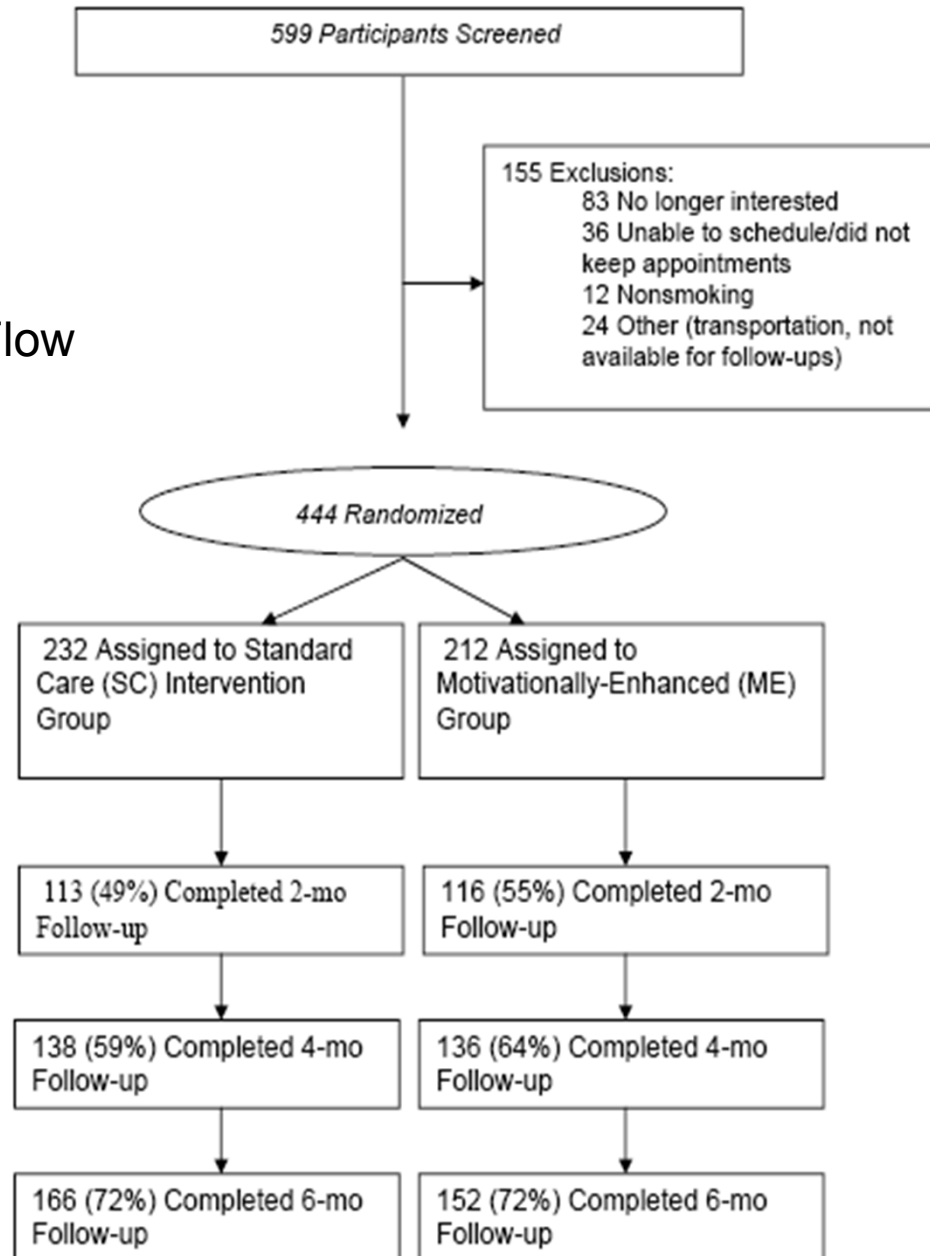 599 Participants Screened
155 Exclusions:
83 No longer interested
36 Unable to schedule/did not
keep appointments
12 Nonsmoking
24 Other (transportation, not
available for follow-ups)
low
444 Randomized
232 Assigned to Standard
Care (SC) Intervention
Group
212 Assigned to
Motivationally-Enhanced (ME)
Group
113 (49%) Completed 2-mo
Follow-up
116 (55%) Completed 2-mo
Follow-up
138 (59%) Completed 4-mo
Follow-up
136 (64%) Completed 4-mo
Follow-up
166 (72%) Completed 6-mo
Follow-up
152 (72%) Completed 6-mo
Follow-up